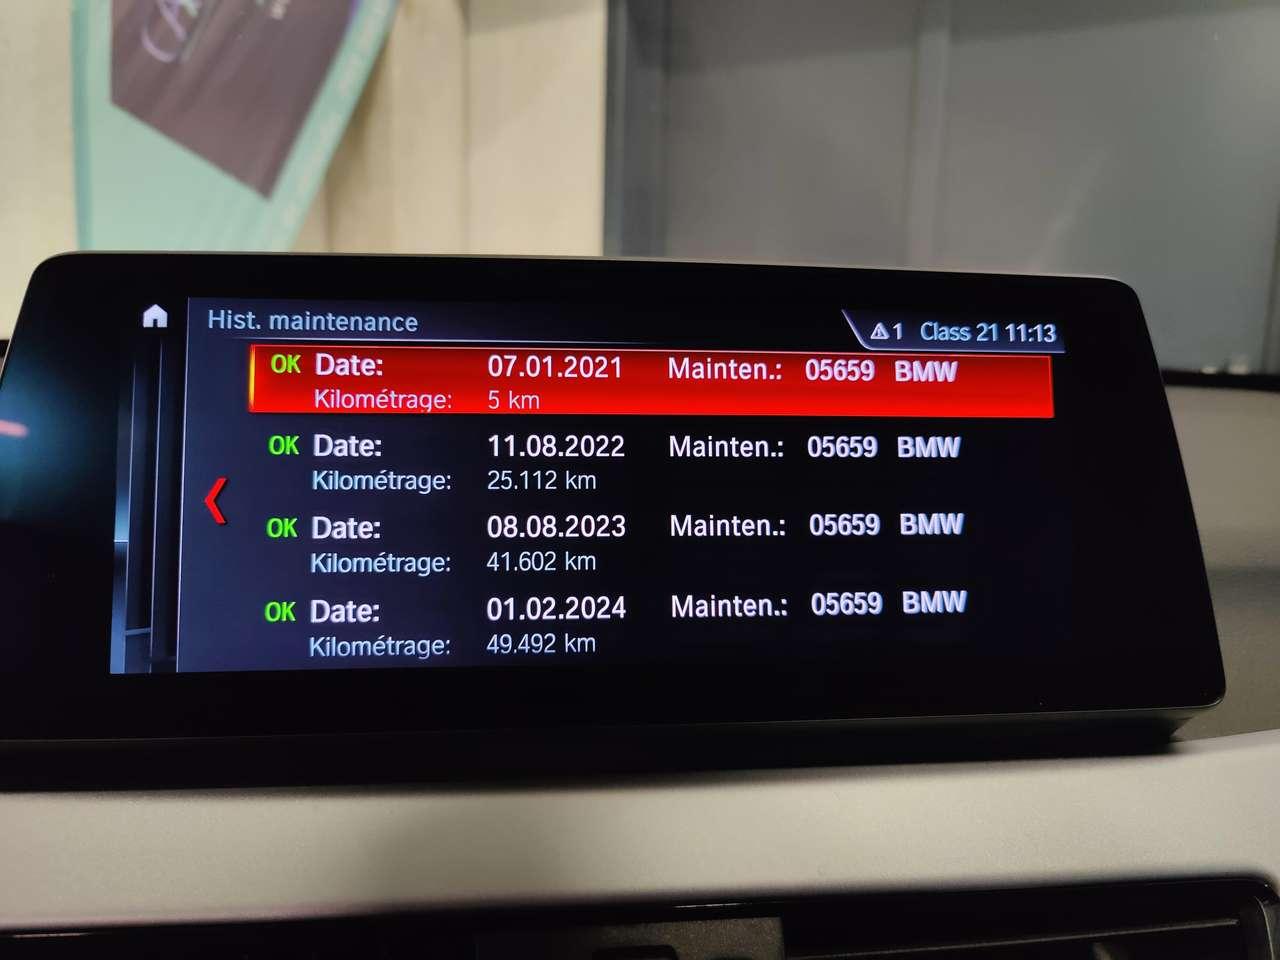 Hist. maintenance
1 Class 21 11:13
OK Date: 07.01.2021 Mainten.: 05659 BMW
Kilométrage: 5 km
OK Date: 11.08.2022 Mainten.: 05659 BMW
Kilométrage: 25.112 km
OK Date: 08.08.2023 Mainten.: 05659 BMW
Kilométrage: 41.602 km
OK Date: 01.02.2024 Mainten.: 05659 BMW
Kilométrage: 49.492 km